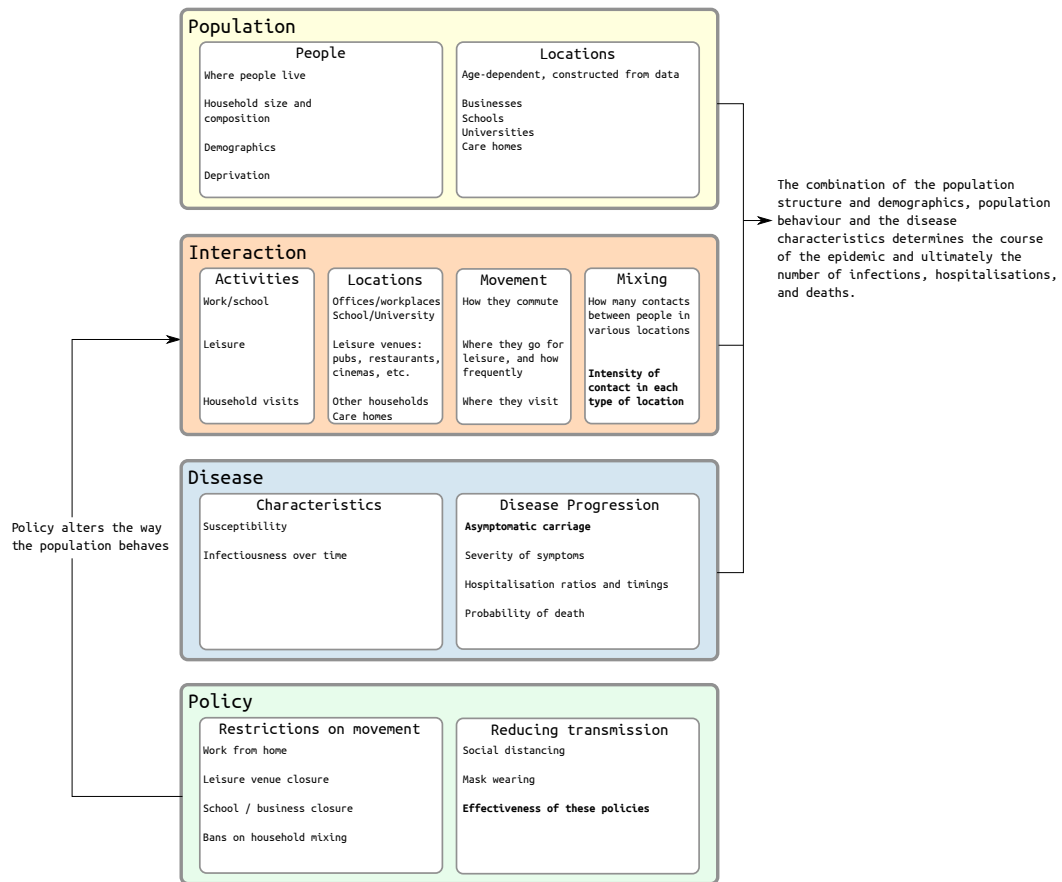 Population
People
Where people live
Household size and
composition
Demographics
Deprivation
Locations
Age-dependent, constructed from data
Businesses
Schools
Universities
Care homes
The combination of the population
structure and demographics, population
behaviour and the disease
characteristics determines the course
of the epidemic and ultimately the
number of infections, hospitalisations,
and deaths.
Interaction
Activities
Work/school
Leisure
Household visits
Locations
Offices/workplaces
School/University
Leisure venues:
pubs, restaurants,
cinemas, etc.
Other households
Care homes
Movement
How they commute
Where they go for
leisure, and how
frequently
Where they visit
Mixing
How many contacts
between people in
various locations
Intensity of
contact in each
type of location
Disease
Characteristics
Susceptibility
Infectiousness over time
Disease Progression
Asymptomatic carriage
Severity of symptoms
Hospitalisation ratios and timings
Probability of death
Policy alters the way
the population behaves
Policy
Restrictions on movement
Work from home
Leisure venue closure
School / business closure
Bans on household mixing
Reducing transmission
Social distancing
Mask wearing
Effectiveness of these policies